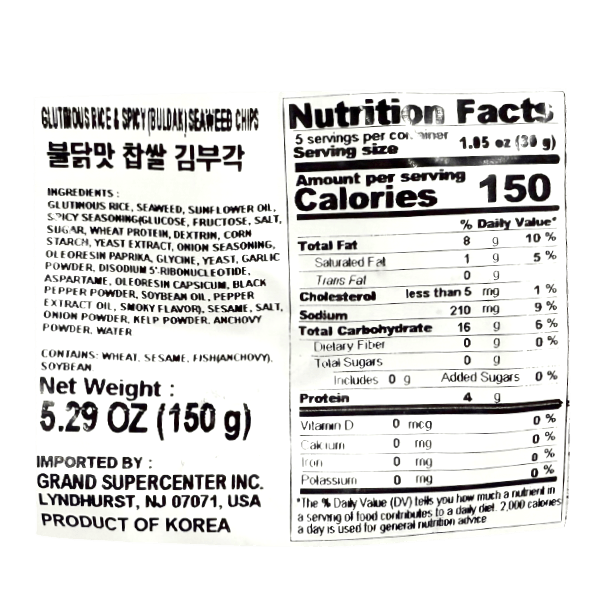 GLUTINOUS RICE & SPICY (BULDAK) SEAWEED CHIPS
불닭맛 찹쌀 김부각
INGREDIENTS :
GLUTINOUS RICE, SEAWEED, SUNFLOWER OIL,
SPICY SEASONING(GLUCOSE, FRUCTOSE, SALT,
SUGAR, WHEAT PROTEIN, DEXTRIN, CORN
STARCH, YEAST EXTRACT, ONION SEASONING,
OLEORESIN PAPRIKA, GLYCINE, YEAST, GARLIC
POWDER, DISODIUM 5'-RIBONUCLEOTIDE,
ASPARTAME, OLEORESIN CAPSICUM, BLACK
PEPPER POWDER, SOYBEAN OIL, PEPPER
EXTRACT OIL, SMOKY FLAVOR), SESAME, SALT,
ONION POWDER, KELP POWDER, ANCHOVY
POWDER, WATER
CONTAINS: WHEAT, SESAME, FISH(ANCHOVY),
SOYBEAN
Net Weight :
5.29 OZ (150 g)
IMPORTED BY :
GRAND SUPERCENTER INC.
LYNDHURST, NJ 07071, USA
PRODUCT OF KOREA
Nutrition Facts
5 servings per container
Serving size 1.05 oz (30 g)
Amount per serving
Calories 150
% Daily Value*
Total Fat 8 g 10 %
Saturated Fat 1 g 5 %
Trans Fat 0 g
Cholesterol less than 5 mg 1 %
Sodium 210 mg 9 %
Total Carbohydrate 16 g 6 %
Dietary Fiber 0 g 0 %
Total Sugars 0 g
Includes 0 g Added Sugars 0 %
Protein 4 g
Vitamin D 0 mcg 0 %
Calcium 0 mg 0 %
Iron 0 mg 0 %
Potassium 0 mg 0 %
*The % Daily Value (DV) tells you how much a nutrient in
a serving of food contributes to a daily diet. 2,000 calories
a day is used for general nutrition advice